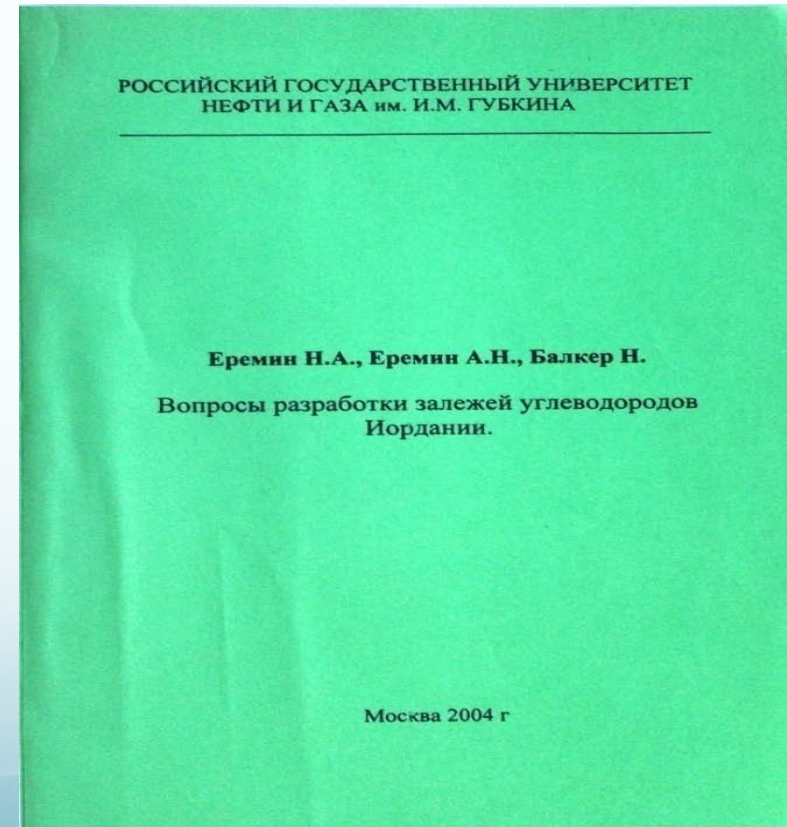 РОССИЙСКИЙ ГОСУДАРСТВЕННЫЙ УНИВЕРСИТЕТ
НЕФТИ И ГАЗА им. И.М. ГУБКИНА
Еремин Н.А., Еремин А.Н., Балкер Н.
Вопросы разработки залежей углеводородов
Иордании.
Москва 2004 г